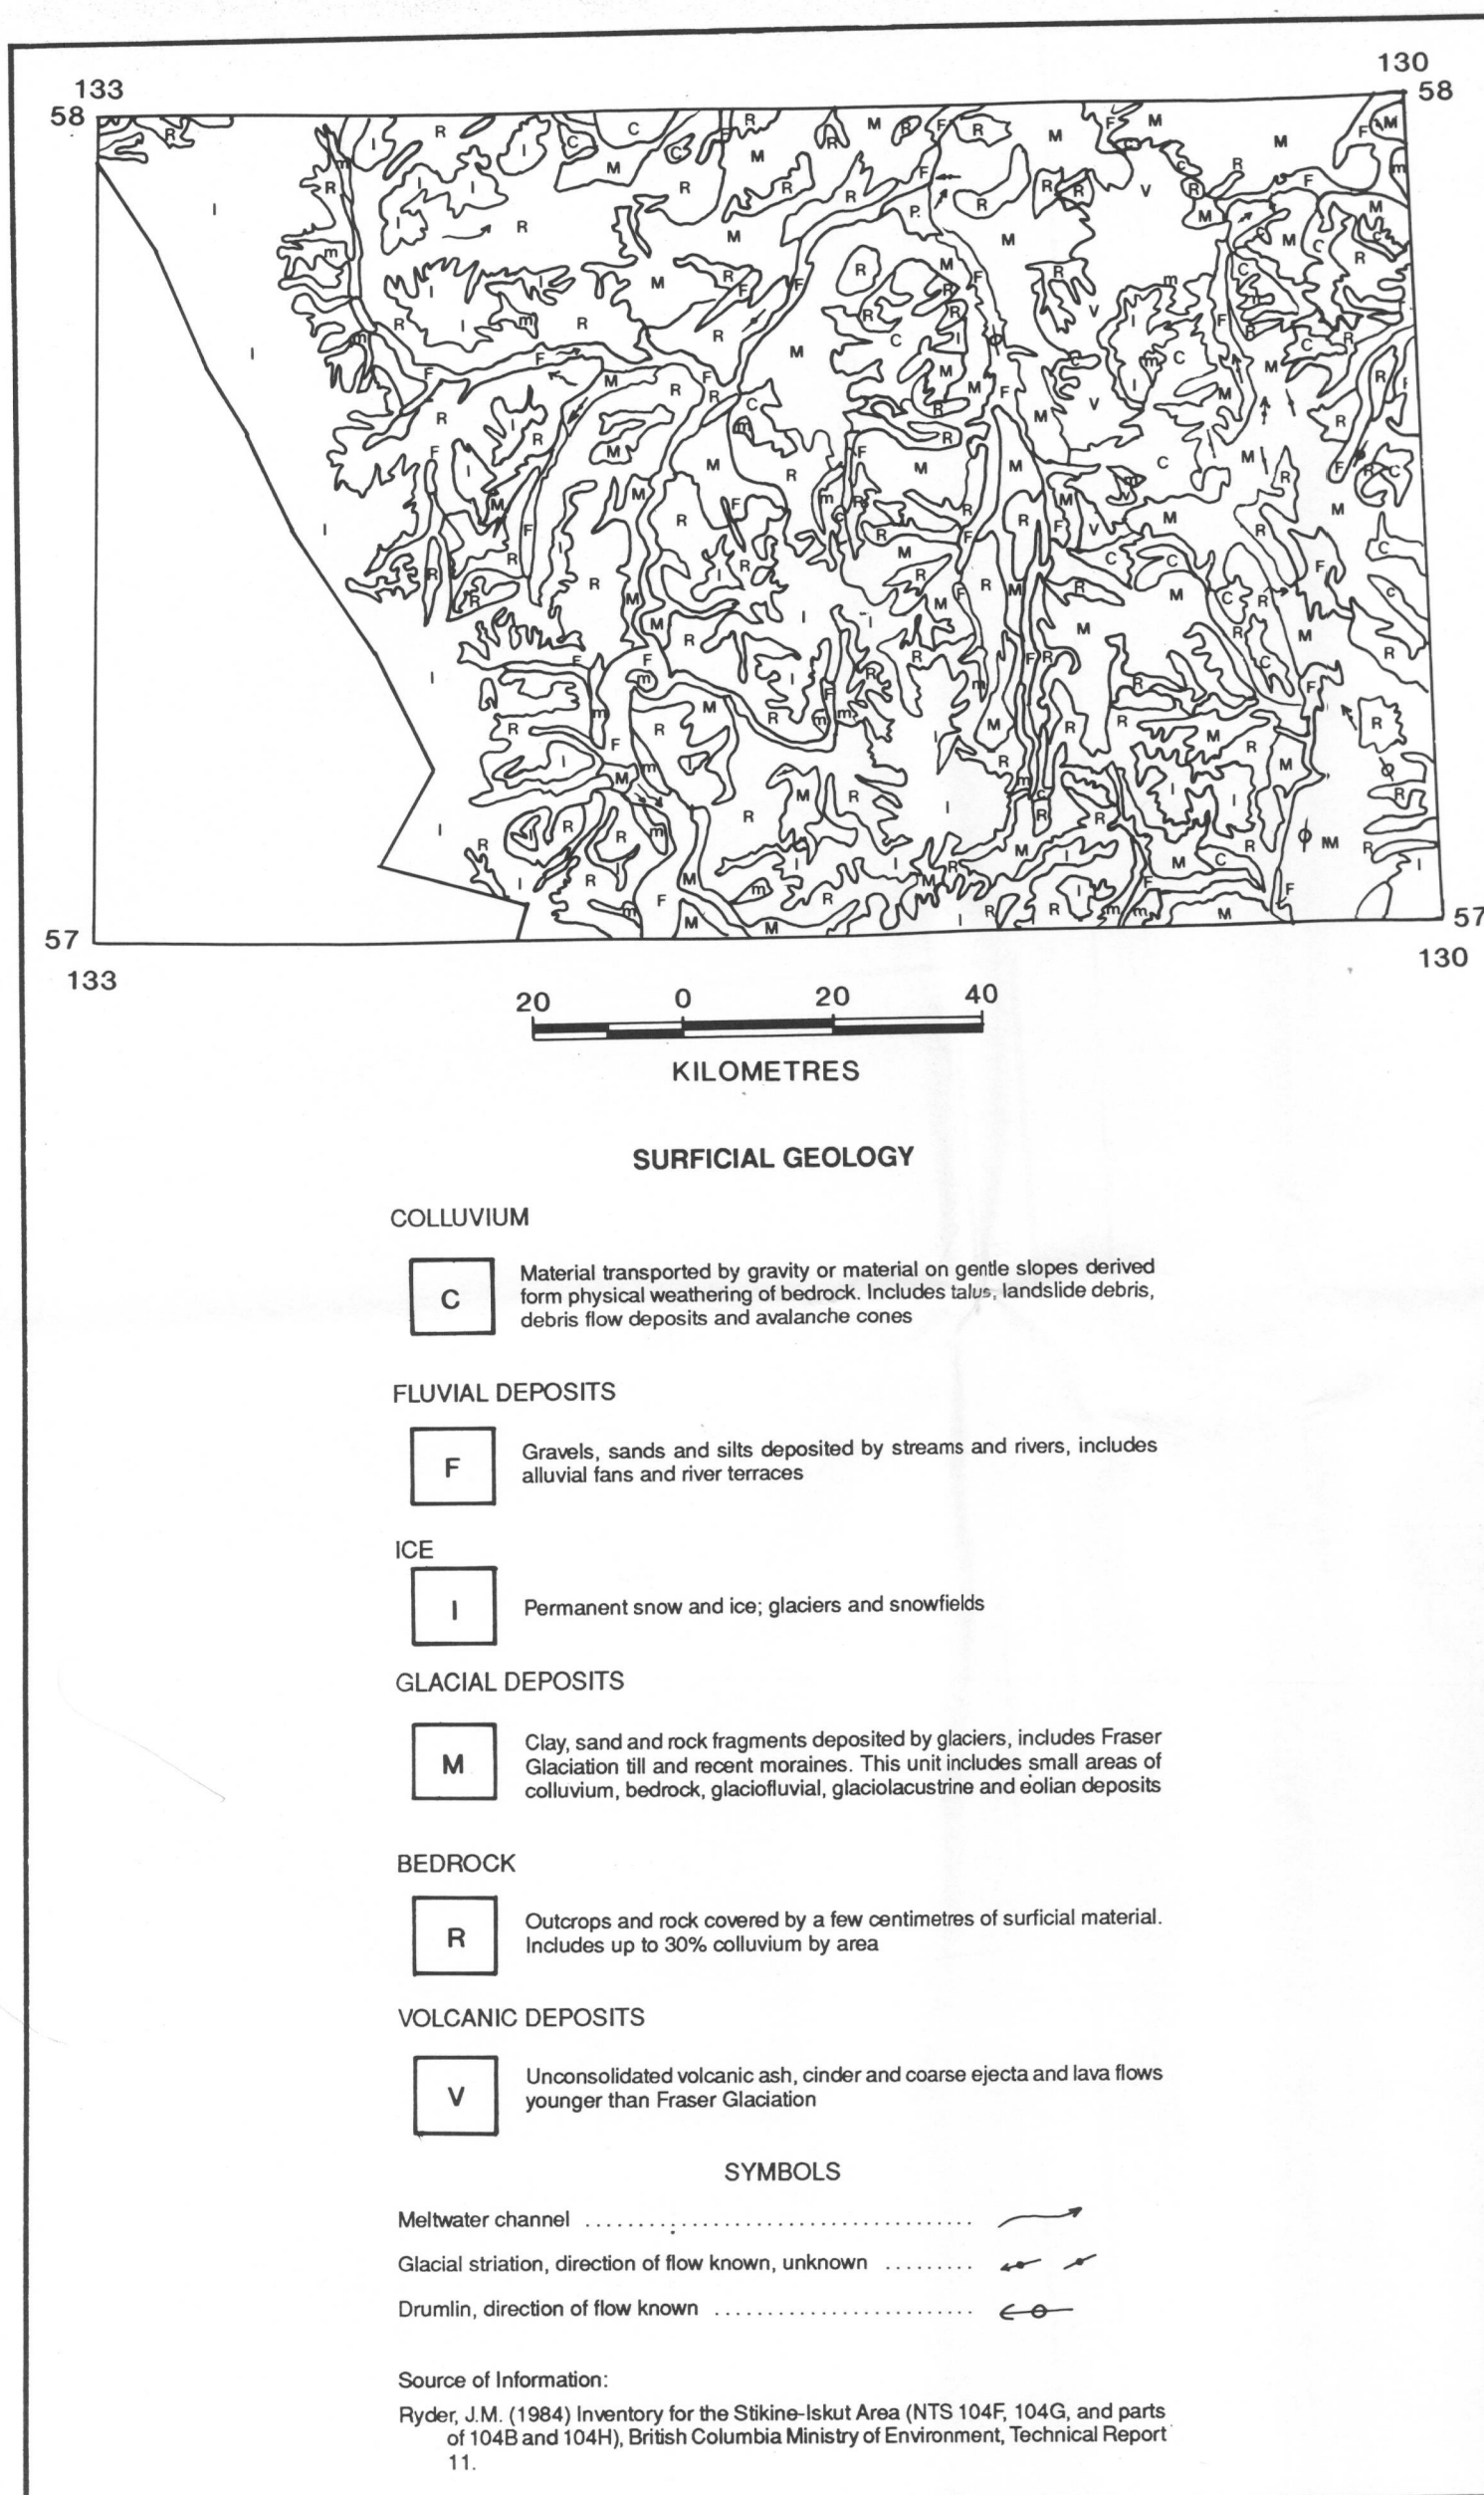 133
130
58
58
57
57
133
130
20 0 20 40
KILOMETRES
SURFICIAL GEOLOGY
COLLUVIUM
C
Material transported by gravity or material on gentle slopes derived
form physical weathering of bedrock. Includes talus, landslide debris,
debris flow deposits and avalanche cones
FLUVIAL DEPOSITS
F
Gravels, sands and silts deposited by streams and rivers, includes
alluvial fans and river terraces
ICE
I
Permanent snow and ice; glaciers and snowfields
GLACIAL DEPOSITS
M
Clay, sand and rock fragments deposited by glaciers, includes Fraser
Glaciation till and recent moraines. This unit includes small areas of
colluvium, bedrock, glaciofluvial, glaciolacustrine and eolian deposits
BEDROCK
R
Outcrops and rock covered by a few centimetres of surficial material.
Includes up to 30% colluvium by area
VOLCANIC DEPOSITS
V
Unconsolidated volcanic ash, cinder and coarse ejecta and lava flows
younger than Fraser Glaciation
SYMBOLS
Meltwater channel ....................................
Glacial striation, direction of flow known, unknown .........
Drumlin, direction of flow known ........................
Source of Information:
Ryder, J.M. (1984) Inventory for the Stikine-Iskut Area (NTS 104F, 104G, and parts
of 104B and 104H), British Columbia Ministry of Environment, Technical Report
11.